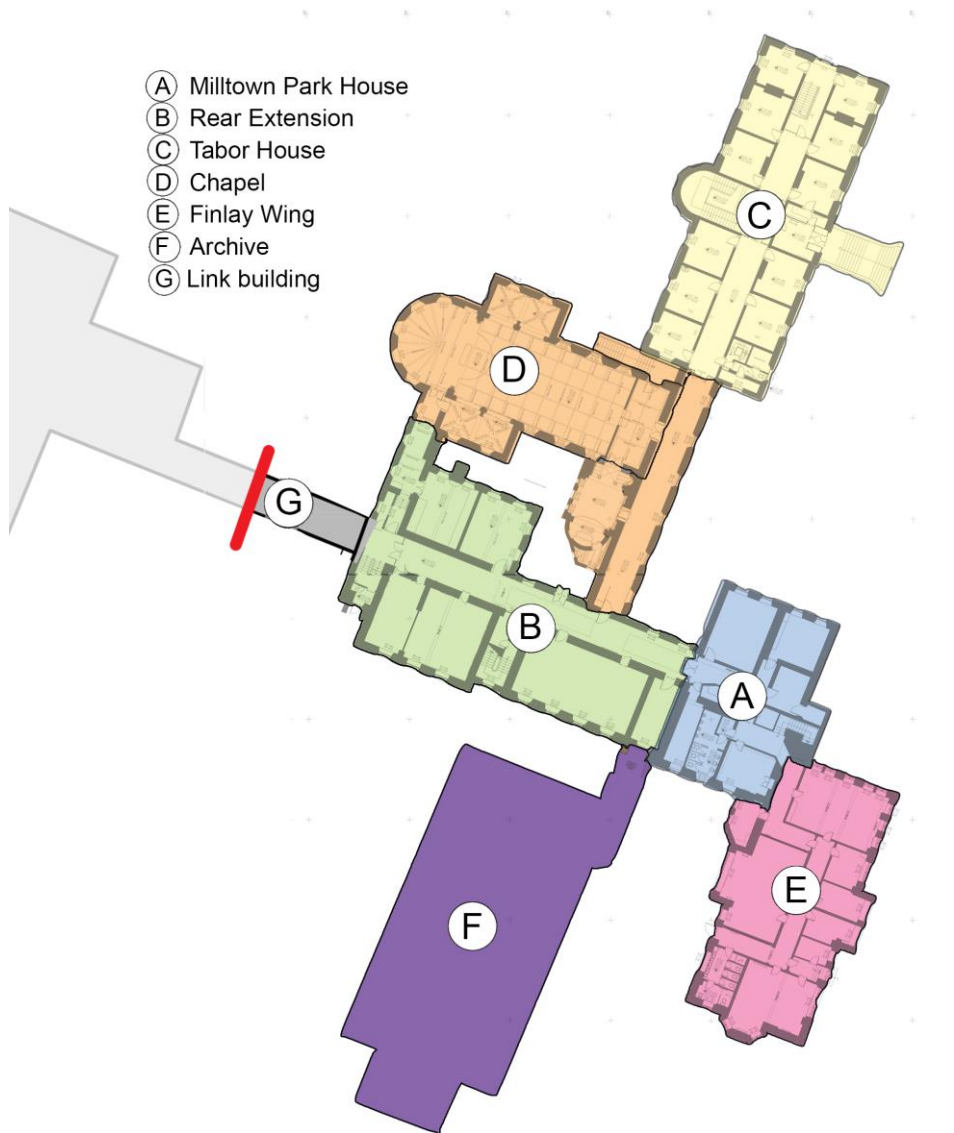 A Milltown Park House
B Rear Extension
C Tabor House
D Chapel
E Finlay Wing
F Archive
G Link building
C
D
G
B
A
E
F